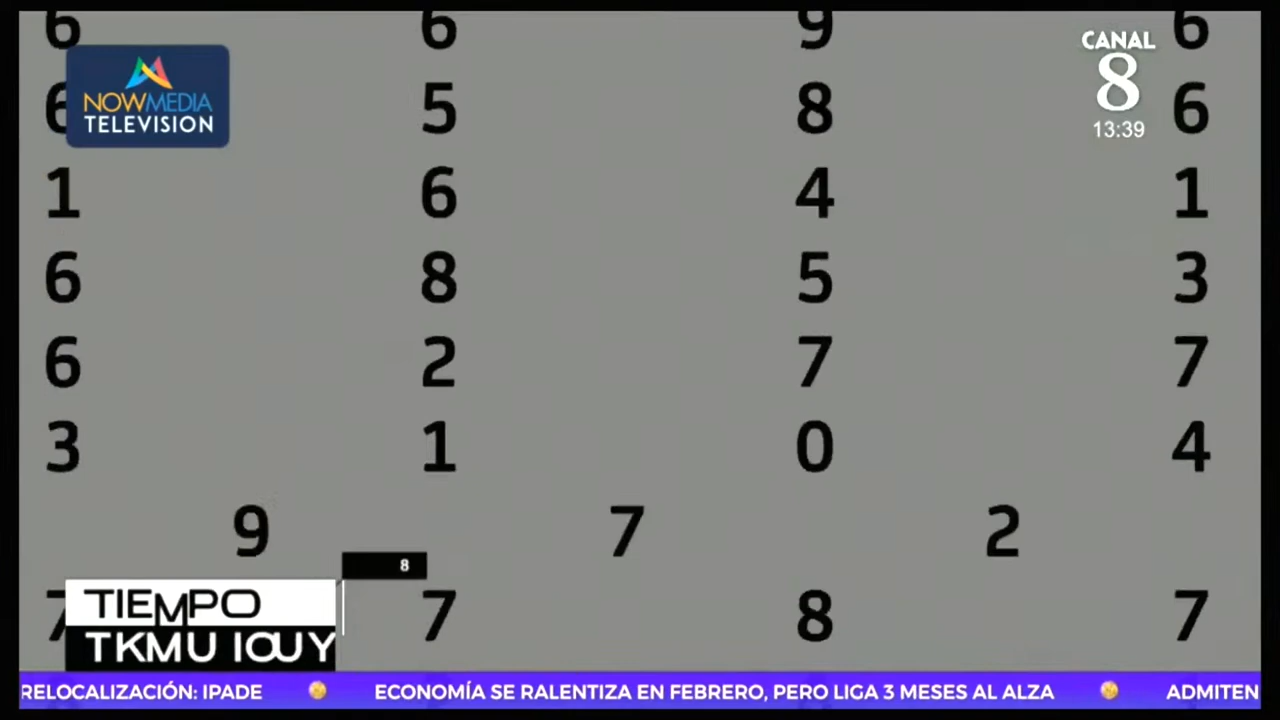 6 6 9 6
CANAL
8
13:39
NOWMEDIA
TELEVISION
6 5 8 6
1 6 4 1
6 8 5 3
6 2 7 7
3 1 0 4
9 7 2
8
TIEMPO
7 7 8 7
TKMU IOUY
RELOCALIZACIÓN: IPADE ECONOMÍA SE RALENTIZA EN FEBRERO, PERO LIGA 3 MESES AL ALZA ADMITEN